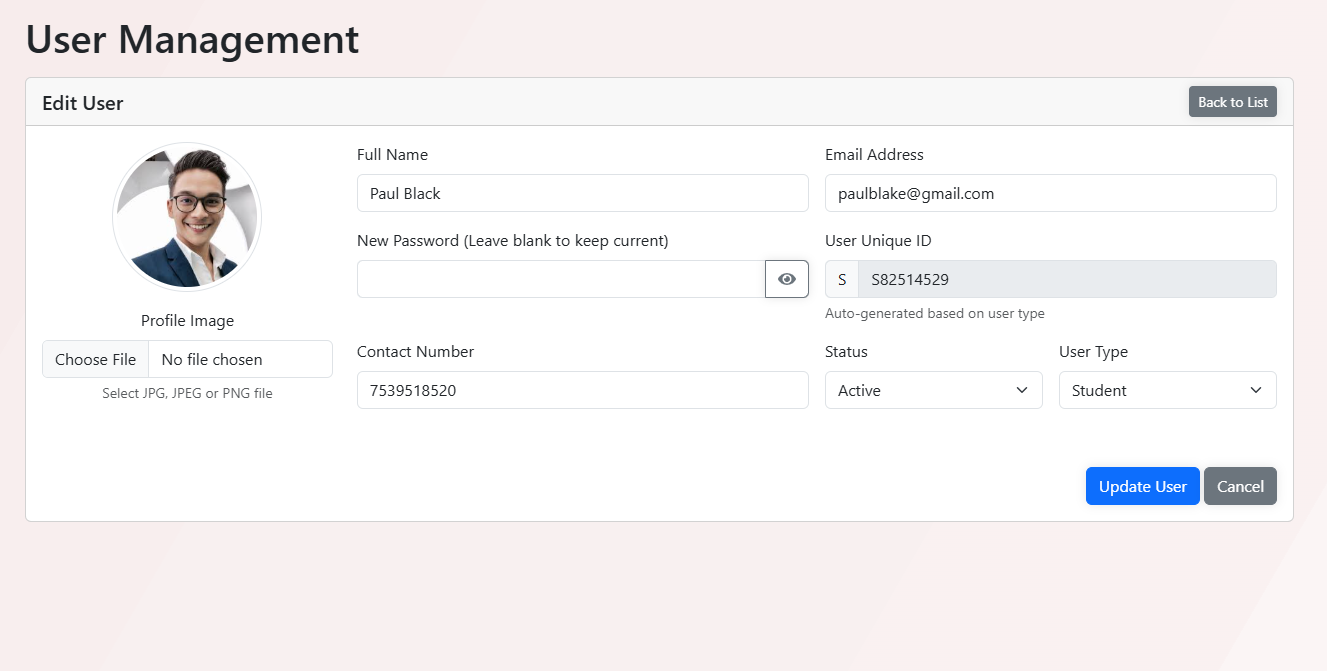 User Management
Edit User
Back to List
Full Name
Email Address
Paul Black
paulblake@gmail.com
New Password (Leave blank to keep current)
User Unique ID
S
S82514529
Auto-generated based on user type
Profile Image
Choose File
No file chosen
Select JPG, JPEG or PNG file
Contact Number
Status
User Type
7539518520
Active
Student
Update User
Cancel